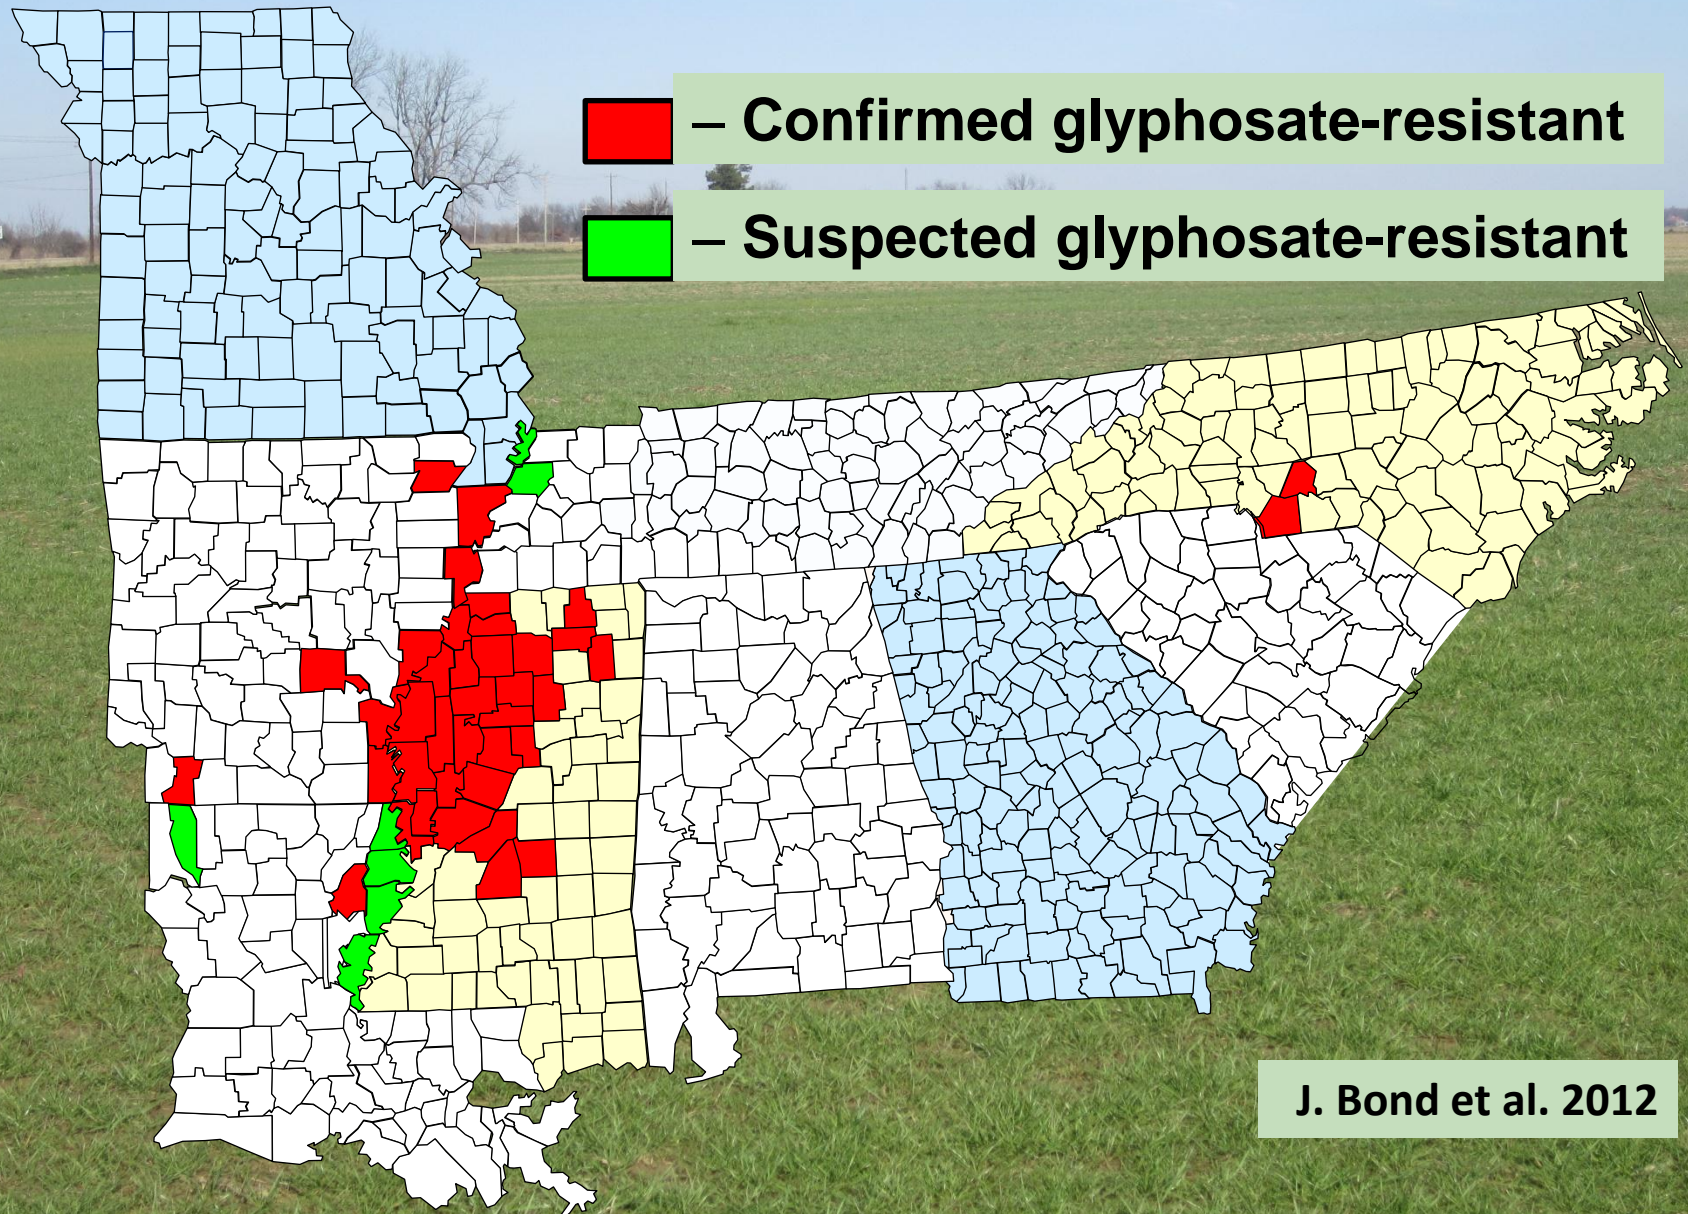 – Confirmed glyphosate-resistant
– Suspected glyphosate-resistant
J. Bond et al. 2012